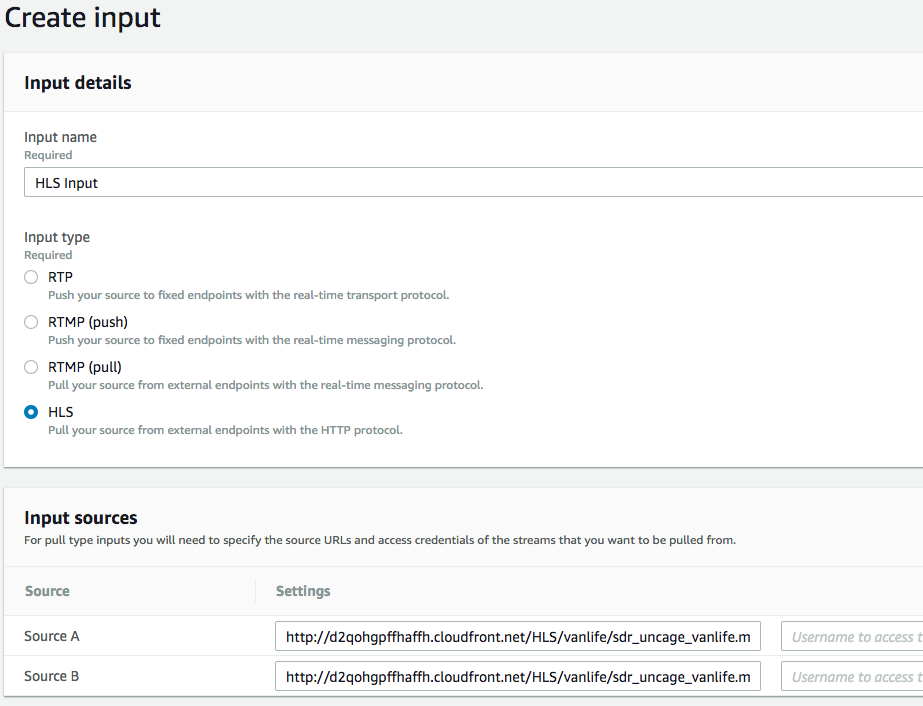 Create input
Input details
Input name
Required
HLS Input
Input type
Required
RTP
Push your source to fixed endpoints with the real-time transport protocol.
RTMP (push)
Push your source to fixed endpoints with the real-time messaging protocol.
RTMP (pull)
Pull your source from external endpoints with the real-time messaging protocol.
HLS
Pull your source from external endpoints with the HTTP protocol.
Input sources
For pull type inputs you will need to specify the source URLs and access credentials of the streams that you want to be pulled from.
Source Settings
Source A http://d2qohgpffhaffh.cloudfront.net/HLS/vanlife/sdr_uncage_vanlife.m Username to access t
Source B http://d2qohgpffhaffh.cloudfront.net/HLS/vanlife/sdr_uncage_vanlife.m Username to access t